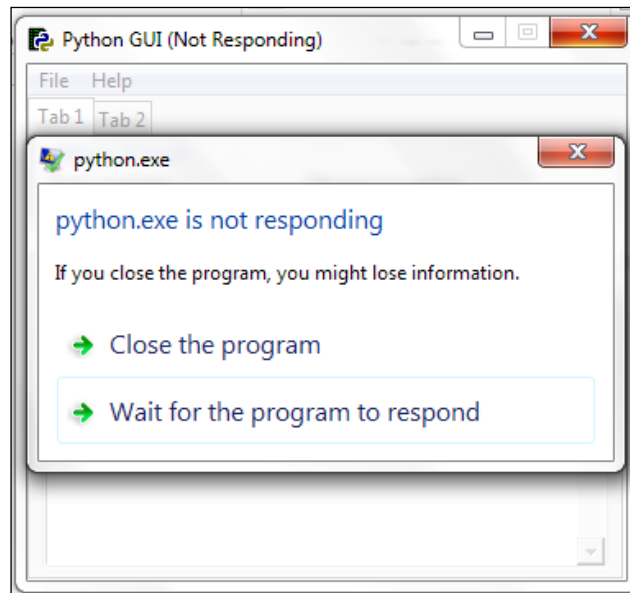 Python GUI (Not Responding)
File Help
Tab 1 Tab 2
python.exe
python.exe is not responding
If you close the program, you might lose information.
Close the program
Wait for the program to respond